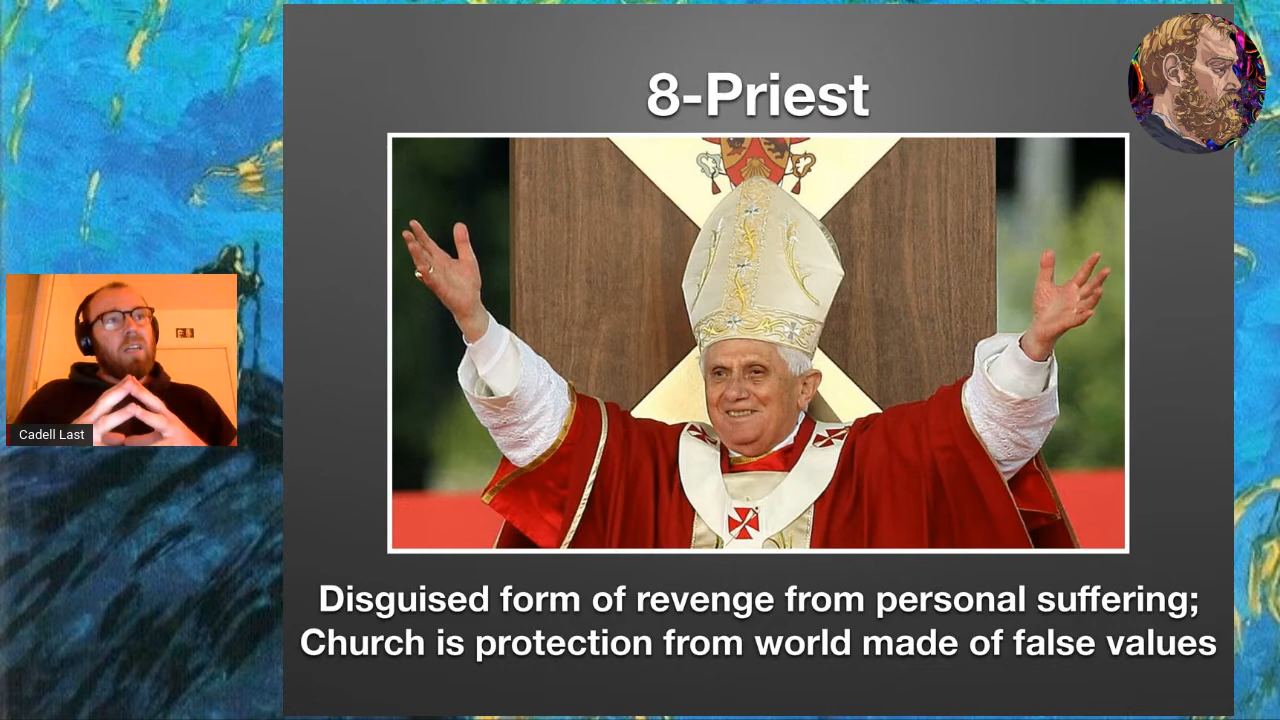 8-Priest
Cadell Last
Disguised form of revenge from personal suffering;
Church is protection from world made of false values